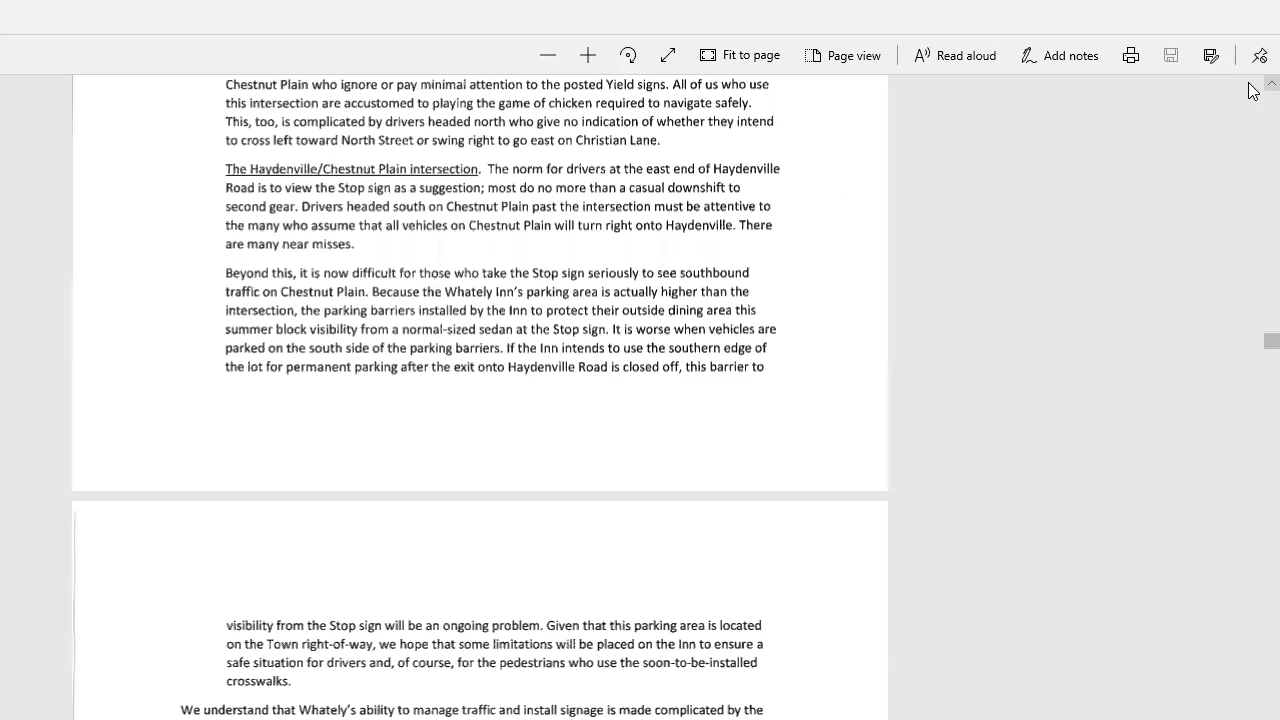 Fit to page
Page view
Read aloud
Add notes
Chestnut Plain who ignore or pay minimal attention to the posted Yield signs. All of us who use
this intersection are accustomed to playing the game of chicken required to navigate safely.
This, too, is complicated by drivers headed north who give no indication of whether they intend
to cross left toward North Street or swing right to go east on Christian Lane.
The Haydenville/Chestnut Plain intersection. The norm for drivers at the east end of Haydenville
Road is to view the Stop sign as a suggestion; most do no more than a casual downshift to
second gear. Drivers headed south on Chestnut Plain past the intersection must be attentive to
the many who assume that all vehicles on Chestnut Plain will turn right onto Haydenville. There
are many near misses.
Beyond this, it is now difficult for those who take the Stop sign seriously to see southbound
traffic on Chestnut Plain. Because the Whately Inn's parking area is actually higher than the
intersection, the parking barriers installed by the Inn to protect their outside dining area this
summer block visibility from a normal-sized sedan at the Stop sign. It is worse when vehicles are
parked on the south side of the parking barriers. If the Inn intends to use the southern edge of
the lot for permanent parking after the exit onto Haydenville Road is closed off, this barrier to
visibility from the Stop sign will be an ongoing problem. Given that this parking area is located
on the Town right-of-way, we hope that some limitations will be placed on the Inn to ensure a
safe situation for drivers and, of course, for the pedestrians who use the soon-to-be-installed
crosswalks.
We understand that Whately's ability to manage traffic and install signage is made complicated by the